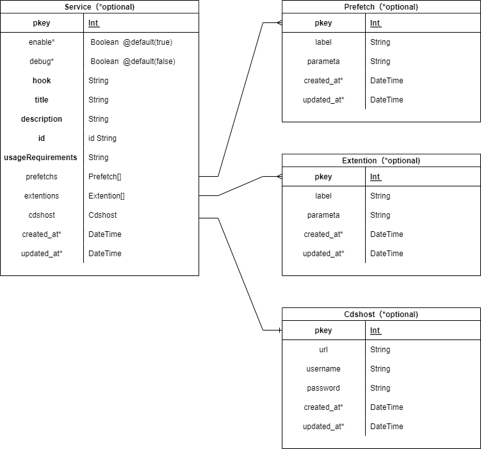 Service (*optional)
pkey Int
enable* Boolean @default(true)
debug* Boolean @default(false)
hook String
title String
description String
id id String
usageRequirements String
prefetchs Prefetch[]
extentions Extention[]
cdshost Cdshost
created_at* DateTime
updated_at* DateTime
Prefetch (*optional)
pkey Int
label String
parameta String
created_at* DateTime
updated_at* DateTime
Extention (*optional)
pkey Int
label String
parameta String
created_at* DateTime
updated_at* DateTime
Cdshost (*optional)
pkey Int
url String
username String
password String
created_at* DateTime
updated_at* DateTime